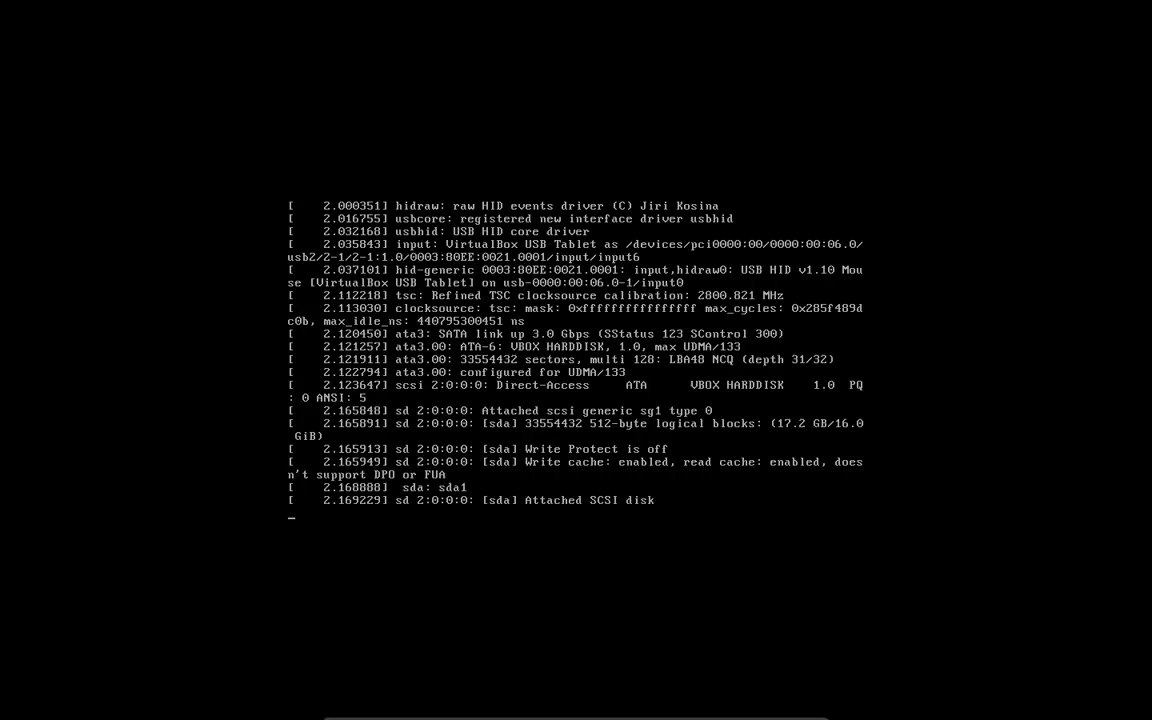 [    2.000351] hidraw: raw HID events driver (C) Jiri Kosina
[    2.016755] usbcore: registered new interface driver usbhid
[    2.032168] usbhid: USB HID core driver
[    2.035843] input: VirtualBox USB Tablet as /devices/pci0000:00/0000:00:06.0/
usb2/2-1/2-1:1.0/0003:80EE:0021.0001/input/input6
[    2.037101] hid-generic 0003:80EE:0021.0001: input,hidraw0: USB HID v1.10 Mou
se [VirtualBox USB Tablet] on usb-0000:00:06.0-1/input0
[    2.112218] tsc: Refined TSC clocksource calibration: 2800.821 MHz
[    2.113030] clocksource: tsc: mask: 0xffffffffffffffff max_cycles: 0x285f489d
c0b, max_idle_ns: 440795300451 ns
[    2.120450] ata3: SATA link up 3.0 Gbps (SStatus 123 SControl 300)
[    2.121257] ata3.00: ATA-6: VBOX HARDDISK, 1.0, max UDMA/133
[    2.121911] ata3.00: 33554432 sectors, multi 128: LBA48 NCQ (depth 31/32)
[    2.122794] ata3.00: configured for UDMA/133
[    2.123647] scsi 2:0:0:0: Direct-Access     ATA      VBOX HARDDISK    1.0  PQ
: 0 ANSI: 5
[    2.165848] sd 2:0:0:0: Attached scsi generic sg1 type 0
[    2.165891] sd 2:0:0:0: [sda] 33554432 512-byte logical blocks: (17.2 GB/16.0
 GiB)
[    2.165913] sd 2:0:0:0: [sda] Write Protect is off
[    2.165949] sd 2:0:0:0: [sda] Write cache: enabled, read cache: enabled, does
n't support DPO or FUA
[    2.168888]  sda: sda1
[    2.169229] sd 2:0:0:0: [sda] Attached SCSI disk
_